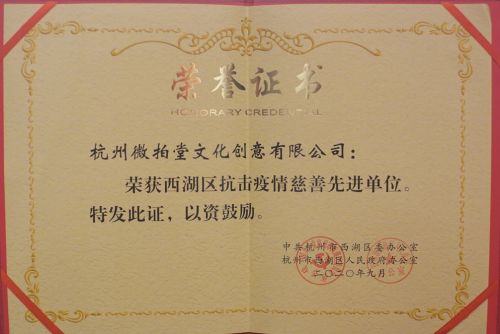 荣誉证书
HONORARY CREDENTIAL
杭州微拍堂文化创意有限公司：
荣获西湖区抗击疫情慈善先进单位。
特发此证，以资鼓励。
中共杭州市西湖区委办公室
杭州市西湖区人民政府办公室
二〇二〇年九月